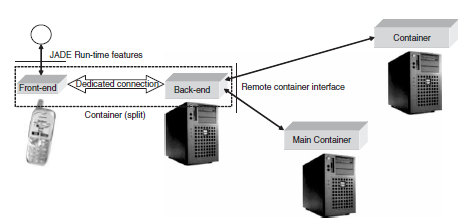 Container
JADE Run-time features
Front-end
Dedicated connection
Back-end
Remote container interface
Container (split)
Main Container